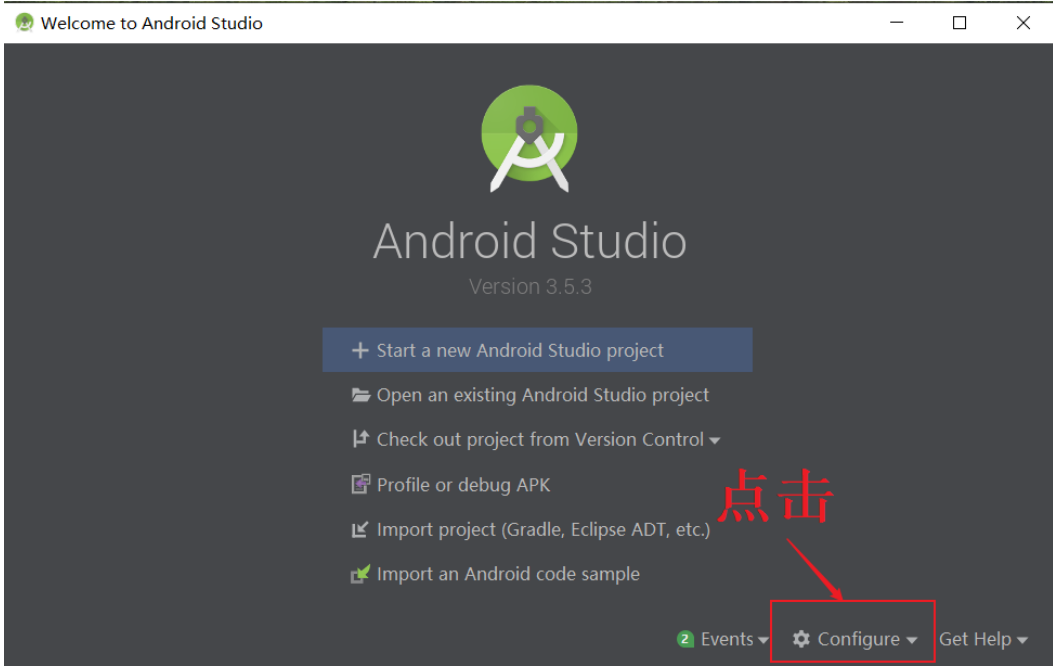 Welcome to Android Studio
Android Studio
Version 3.5.3
Start a new Android Studio project
Open an existing Android Studio project
Check out project from Version Control
Profile or debug APK
点击
Import project (Gradle, Eclipse ADT, etc.)
Import an Android code sample
2 Events Configure Get Help